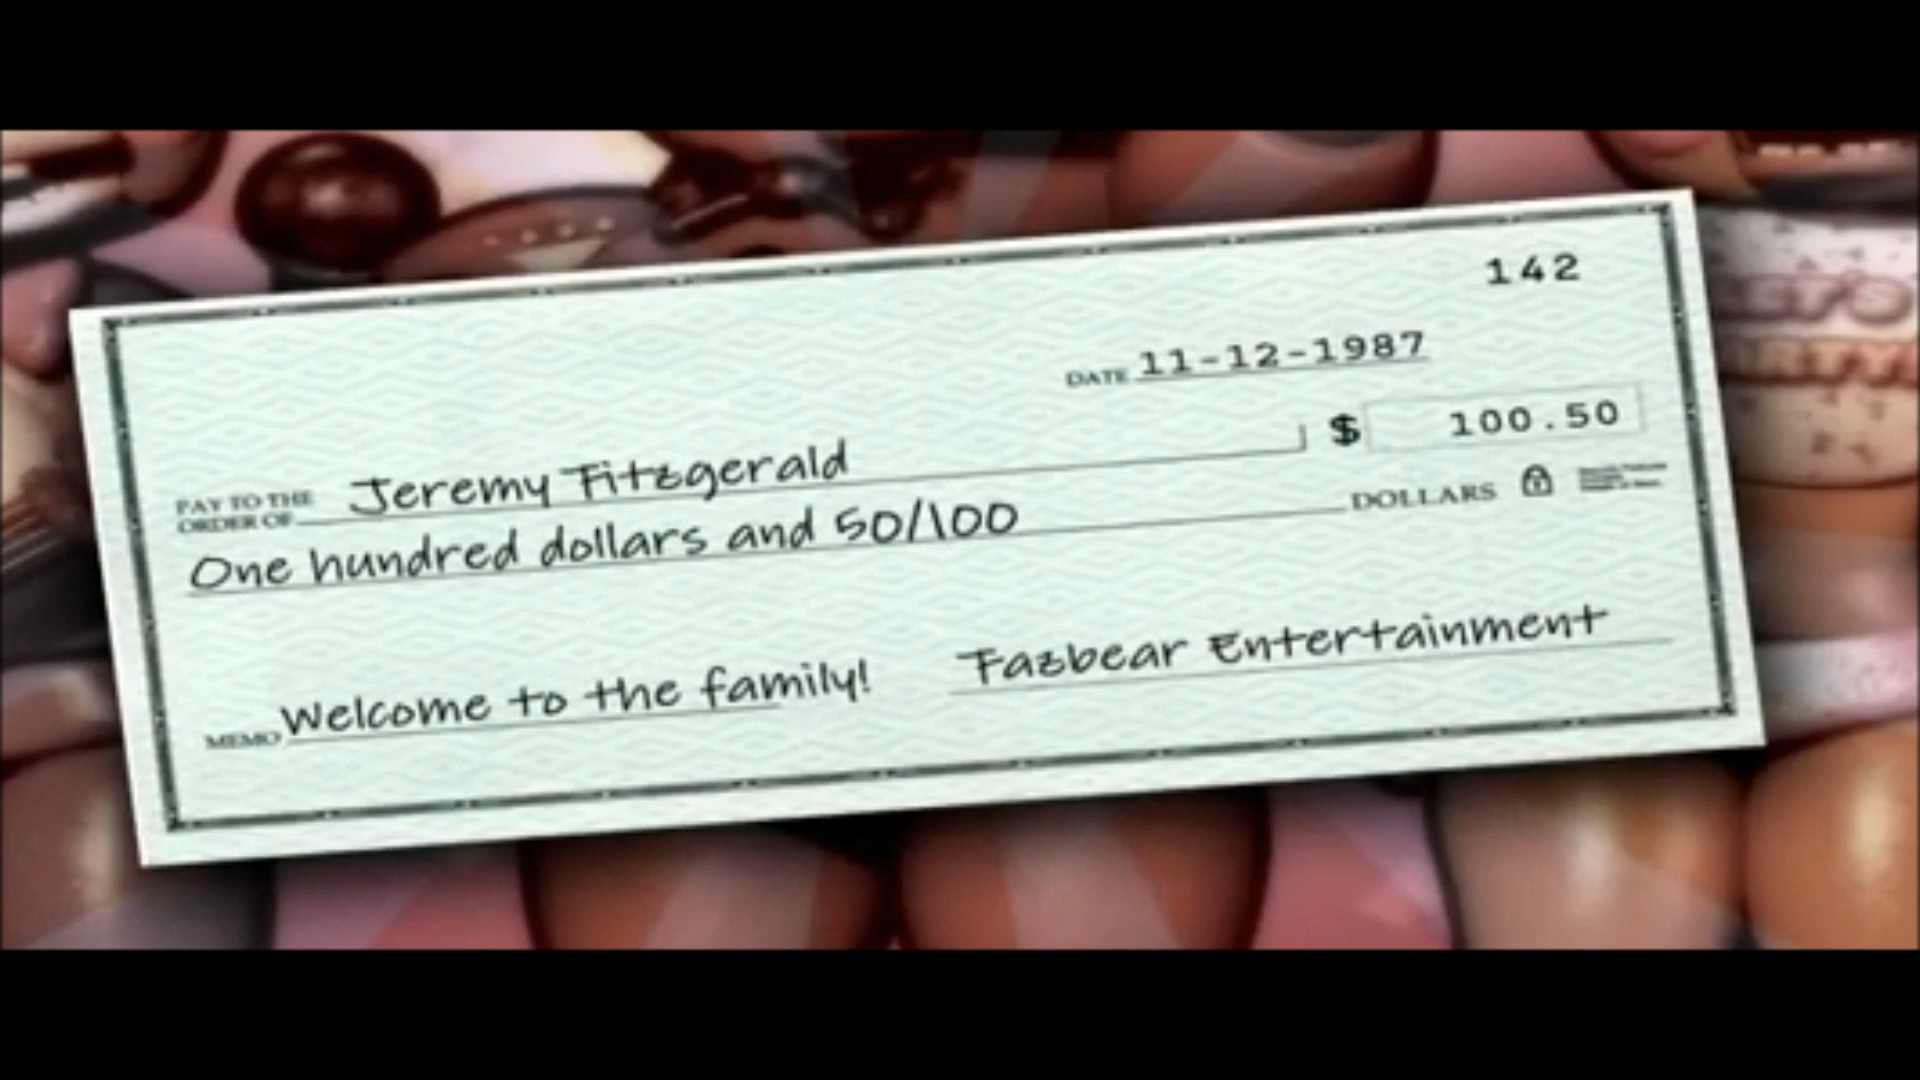 142
DATE 11-12-1987
PAY TO THE
ORDER OF Jeremy Fitzgerald $ 100.50
One hundred dollars and 50/100 DOLLARS
MEMO Welcome to the family! Fazbear Entertainment